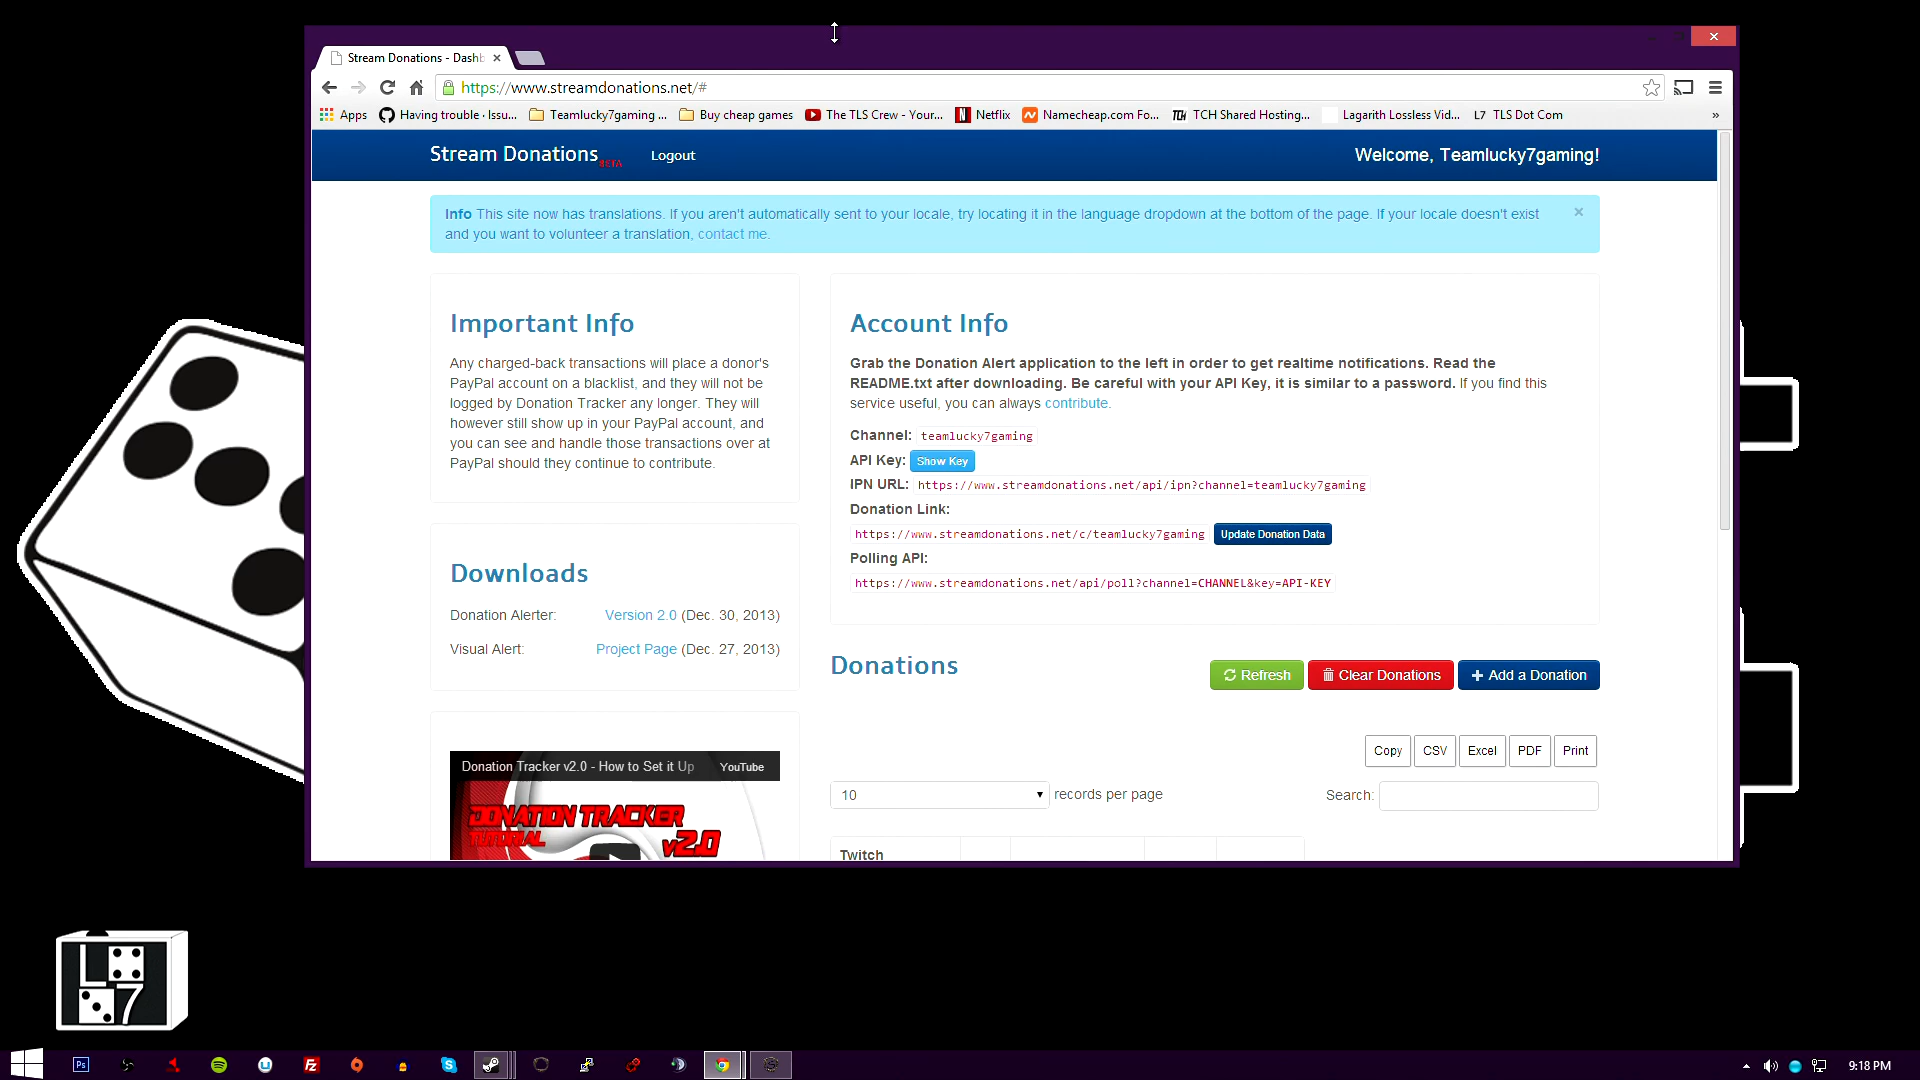 Stream Donations - Dashb
https://www.streamdonations.net/#
Apps
Having trouble · Issu...
Teamlucky7gaming ...
Buy cheap games
The TLS Crew - Your...
Netflix
Namecheap.com Fo...
TCH Shared Hosting...
Lagarith Lossless Vid...
L7 TLS Dot Com
»
Stream Donations BETA
Logout
Welcome, Teamlucky7gaming!
Info This site now has translations. If you aren't automatically sent to your locale, try locating it in the language dropdown at the bottom of the page. If your locale doesn't exist
and you want to volunteer a translation, contact me.
Important Info
Any charged-back transactions will place a donor's
PayPal account on a blacklist, and they will not be
logged by Donation Tracker any longer. They will
however still show up in your PayPal account, and
you can see and handle those transactions over at
PayPal should they continue to contribute.
Downloads
Donation Alerter: Version 2.0 (Dec. 30, 2013)
Visual Alert: Project Page (Dec. 27, 2013)
Donation Tracker v2.0 - How to Set it Up YouTube
DONATION TRACKER
TUTORIAL
v2.0
Account Info
Grab the Donation Alert application to the left in order to get realtime notifications. Read the
README.txt after downloading. Be careful with your API Key, it is similar to a password. If you find this
service useful, you can always contribute.
Channel: teamlucky7gaming
API Key: Show Key
IPN URL: https://www.streamdonations.net/api/ipn?channel=teamlucky7gaming
Donation Link:
https://www.streamdonations.net/c/teamlucky7gaming Update Donation Data
Polling API:
https://www.streamdonations.net/api/poll?channel=CHANNEL&key=API-KEY
Donations
Refresh
Clear Donations
Add a Donation
Copy CSV Excel PDF Print
10 records per page
Search:
Twitch
L
7
Ps
9:18 PM